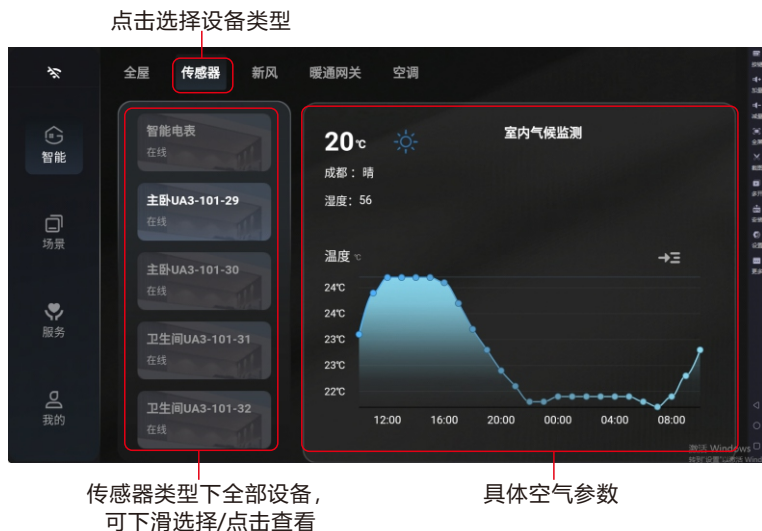 点击选择设备类型
全屋 传感器 新风 暖通网关 空调
智能
场景
服务
我的
智能电表
在线
主卧UA3-101-29
在线
主卧UA3-101-30
在线
卫生间UA3-101-31
在线
卫生间UA3-101-32
在线
20℃
室内气候监测
成都：晴
湿度：56
温度 ℃
24℃
24℃
23℃
23℃
22℃
12:00 16:00 20:00 00:00 04:00 08:00
激活 Windows
传感器类型下全部设备，
可下滑选择/点击查看
具体空气参数